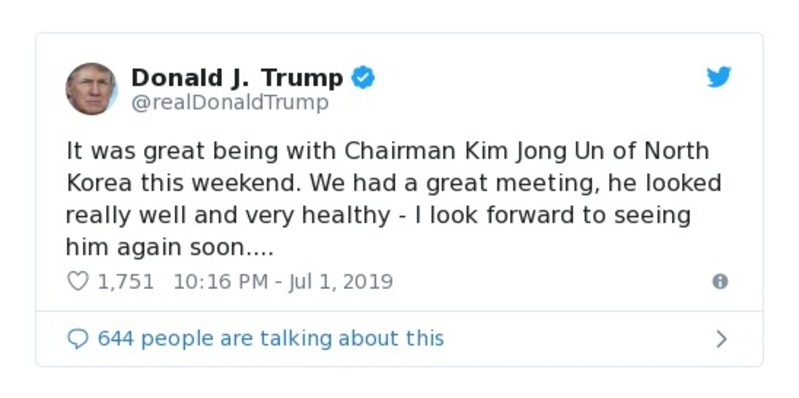 Donald J. Trump
@realDonaldTrump
It was great being with Chairman Kim Jong Un of North
Korea this weekend. We had a great meeting, he looked
really well and very healthy - I look forward to seeing
him again soon....
1,751 10:16 PM - Jul 1, 2019
644 people are talking about this